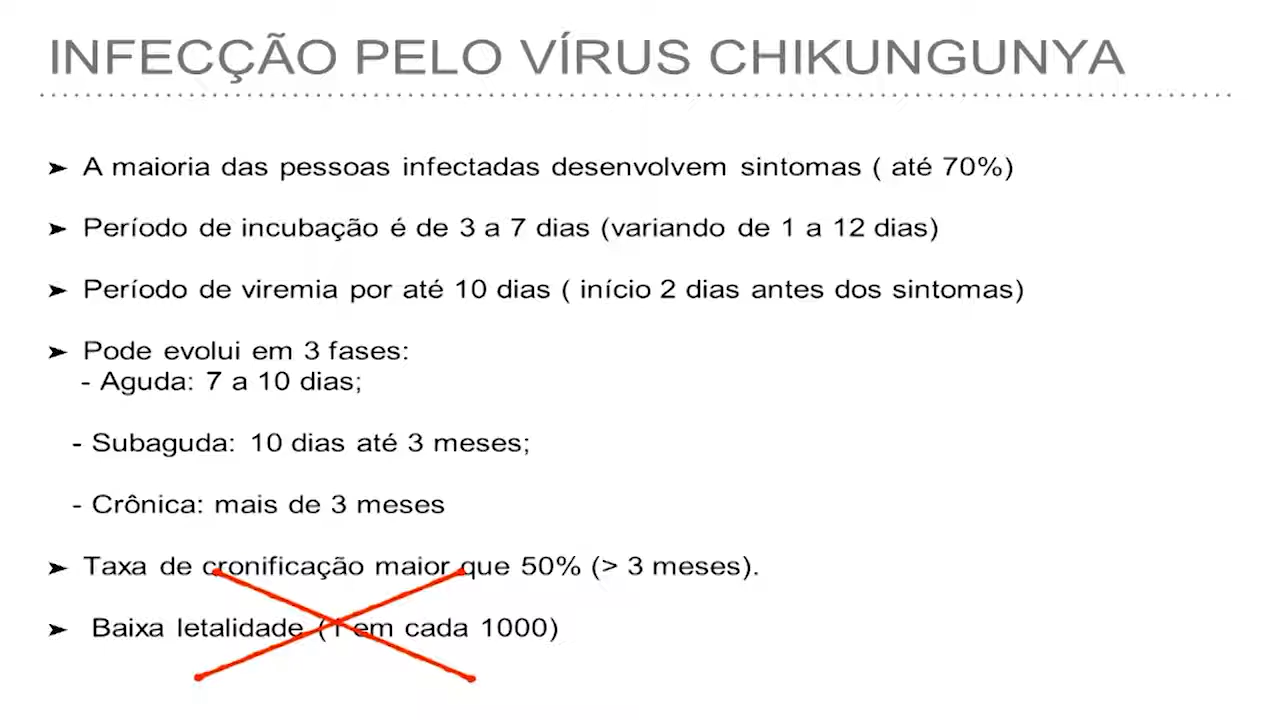 INFECÇÃO PELO VÍRUS CHIKUNGUNYA
➤ A maioria das pessoas infectadas desenvolvem sintomas ( até 70%)
➤ Período de incubação é de 3 a 7 dias (variando de 1 a 12 dias)
➤ Período de viremia por até 10 dias ( início 2 dias antes dos sintomas)
➤ Pode evolui em 3 fases:
- Aguda: 7 a 10 dias;
- Subaguda: 10 dias até 3 meses;
- Crônica: mais de 3 meses
➤ Taxa de cronificação maior que 50% (> 3 meses).
➤ Baixa letalidade (1 em cada 1000)